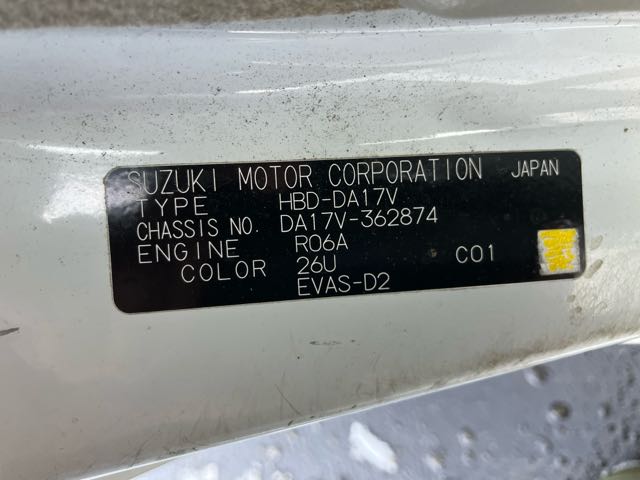 SUZUKI MOTOR CORPORATION JAPAN
TYPE HBD-DA17V
CHASSIS NO. DA17V-362874
ENGINE R06A
COLOR 26U C01
EVAS-D2